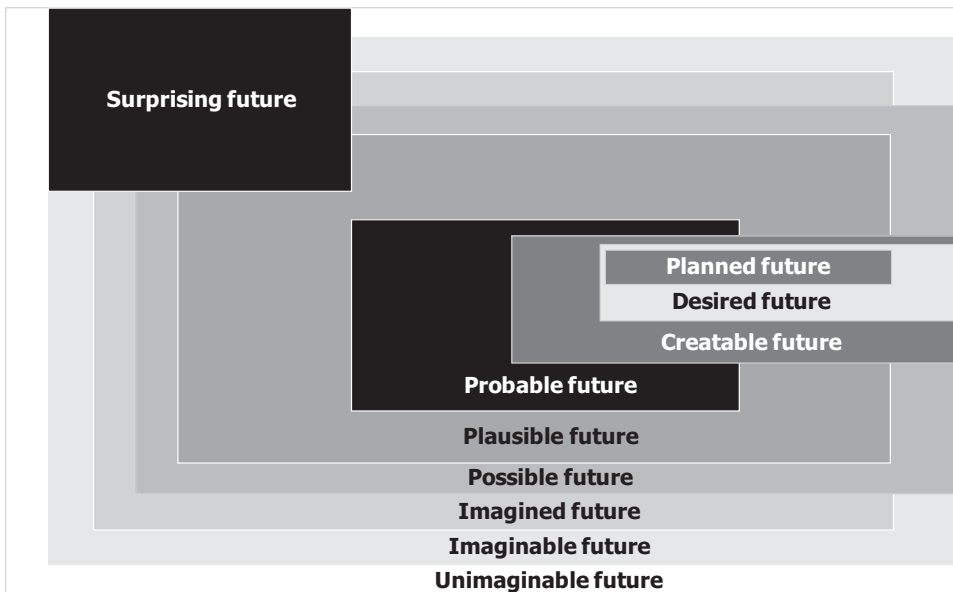 Surprising future
Planned future
Desired future
Creatable future
Probable future
Plausible future
Possible future
Imagined future
Imaginable future
Unimaginable future